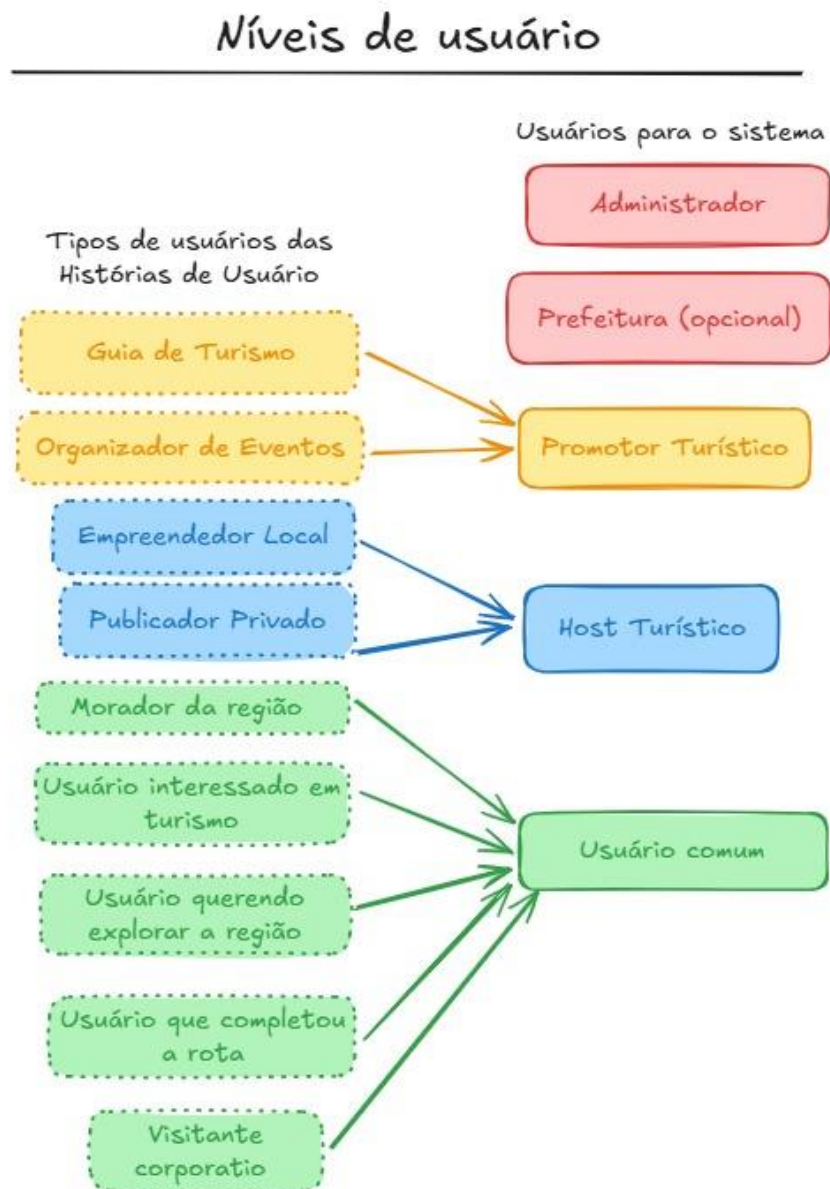 Níveis de usuário
Usuários para o sistema
Administrador
Prefeitura (opcional)
Tipos de usuários das
Histórias de Usuário
Guia de Turismo
Organizador de Eventos
Promotor Turístico
Empreendedor Local
Publicador Privado
Host Turístico
Morador da região
Usuário interessado em
turismo
Usuário querendo
explorar a região
Usuário que completou
a rota
Visitante
corporatio
Usuário comum